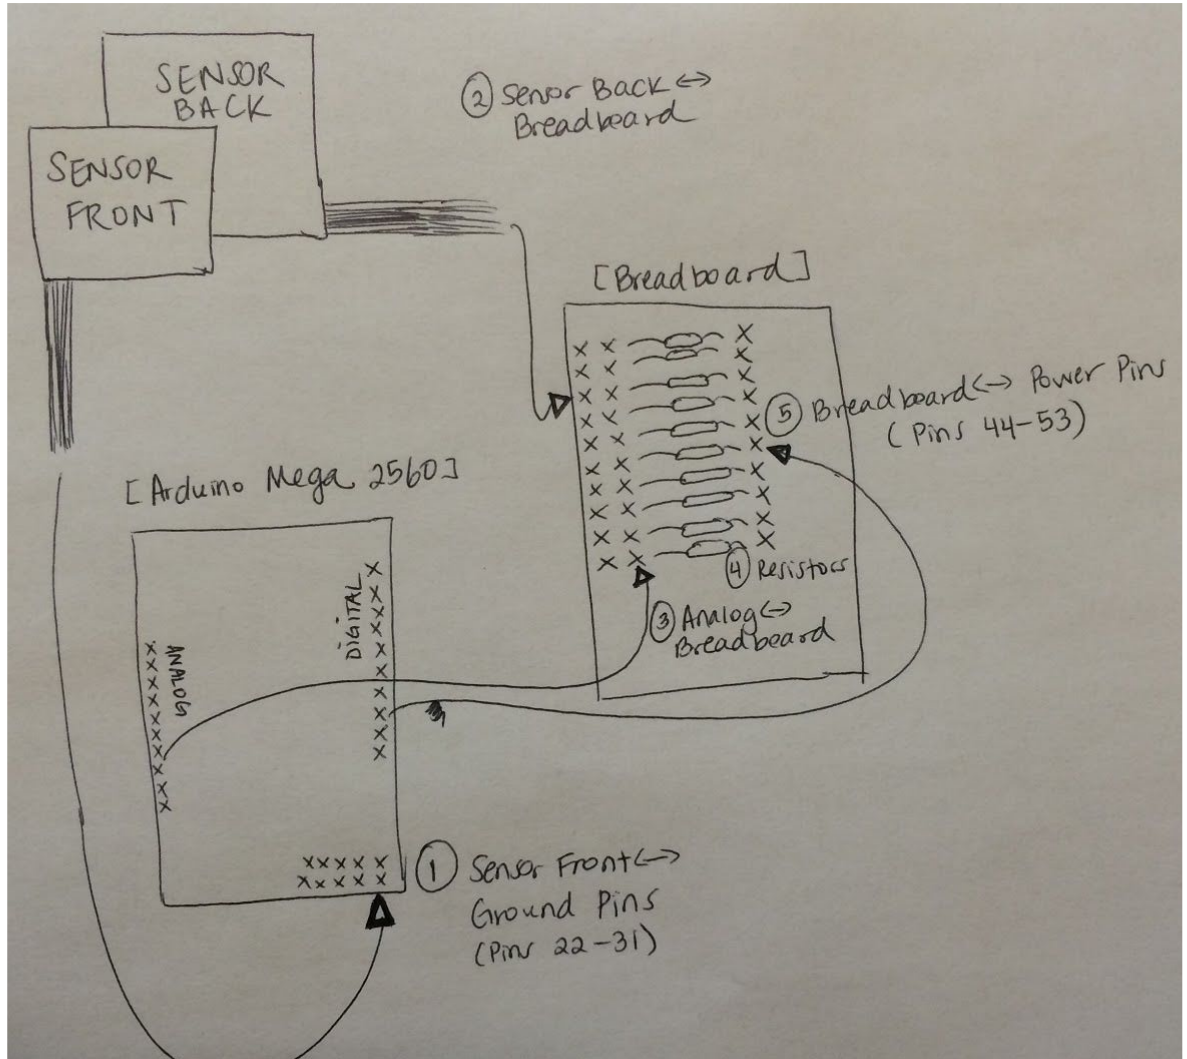 SENSOR
BACK
SENSOR
FRONT
② Sensor Back <->
Breadboard
[Breadboard]
⑤ Breadboard <-> Power Pins
(Pins 44-53)
④ Resistors
③ Analog <->
Breadboard
[Arduino Mega 2560]
DIGITAL
ANALOG
① Sensor Front <->
Ground Pins
(Pins 22-31)